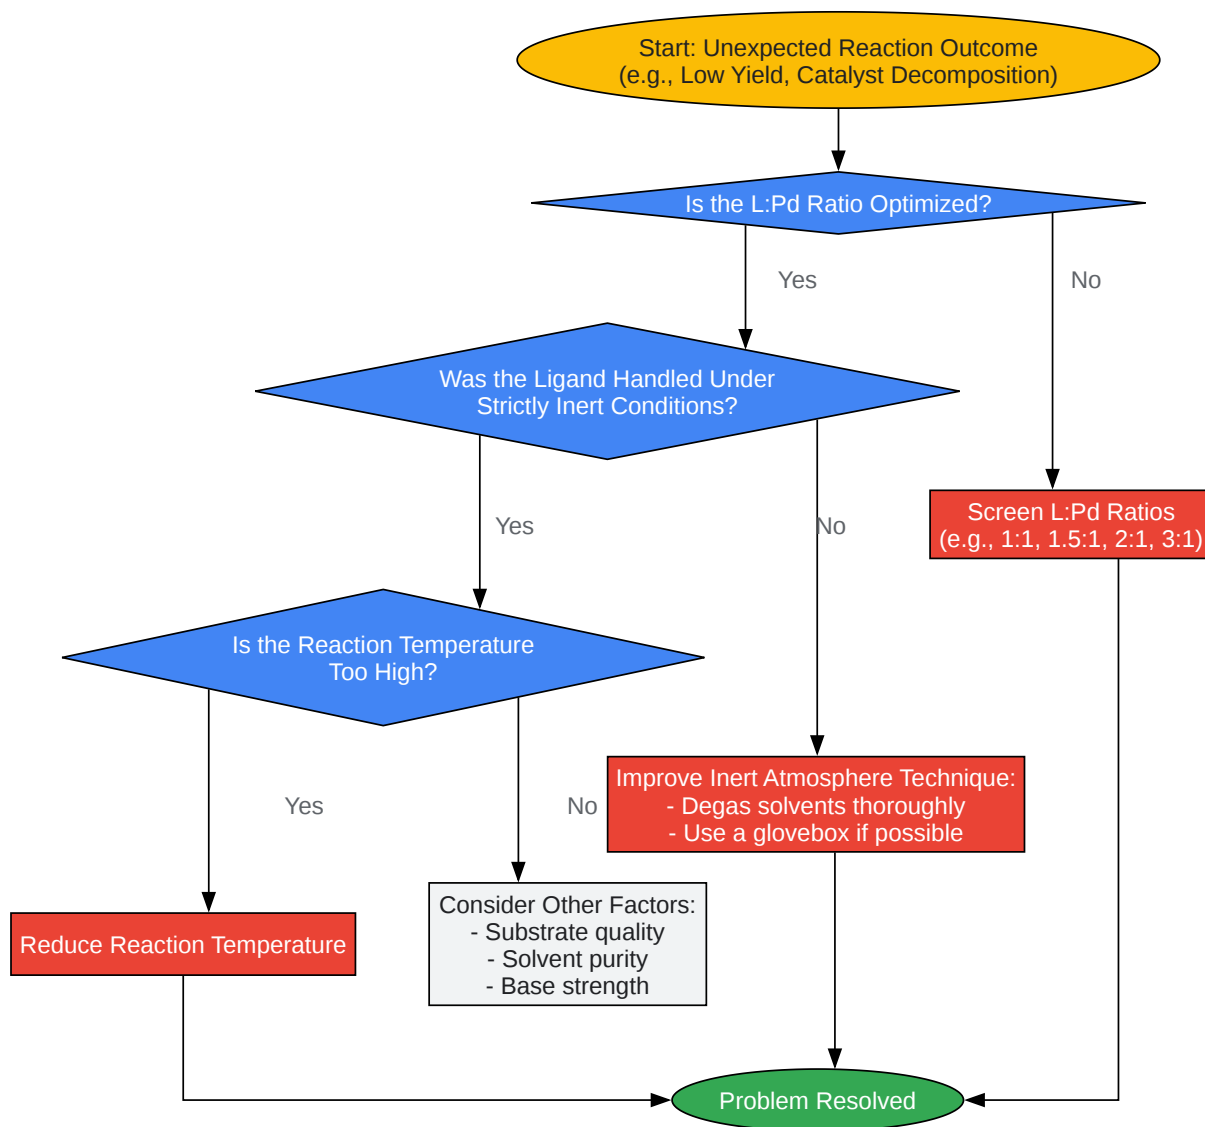 Start: Unexpected Reaction Outcome
(e.g., Low Yield, Catalyst Decomposition)
Is the L:Pd Ratio Optimized?
Yes
No
Was the Ligand Handled Under
Strictly Inert Conditions?
Screen L:Pd Ratios
(e.g., 1:1, 1.5:1, 2:1, 3:1)
Yes
No
Is the Reaction Temperature
Too High?
Improve Inert Atmosphere Technique:
- Degas solvents thoroughly
- Use a glovebox if possible
Yes
No
Consider Other Factors:
- Substrate quality
- Solvent purity
- Base strength
Reduce Reaction Temperature
Problem Resolved